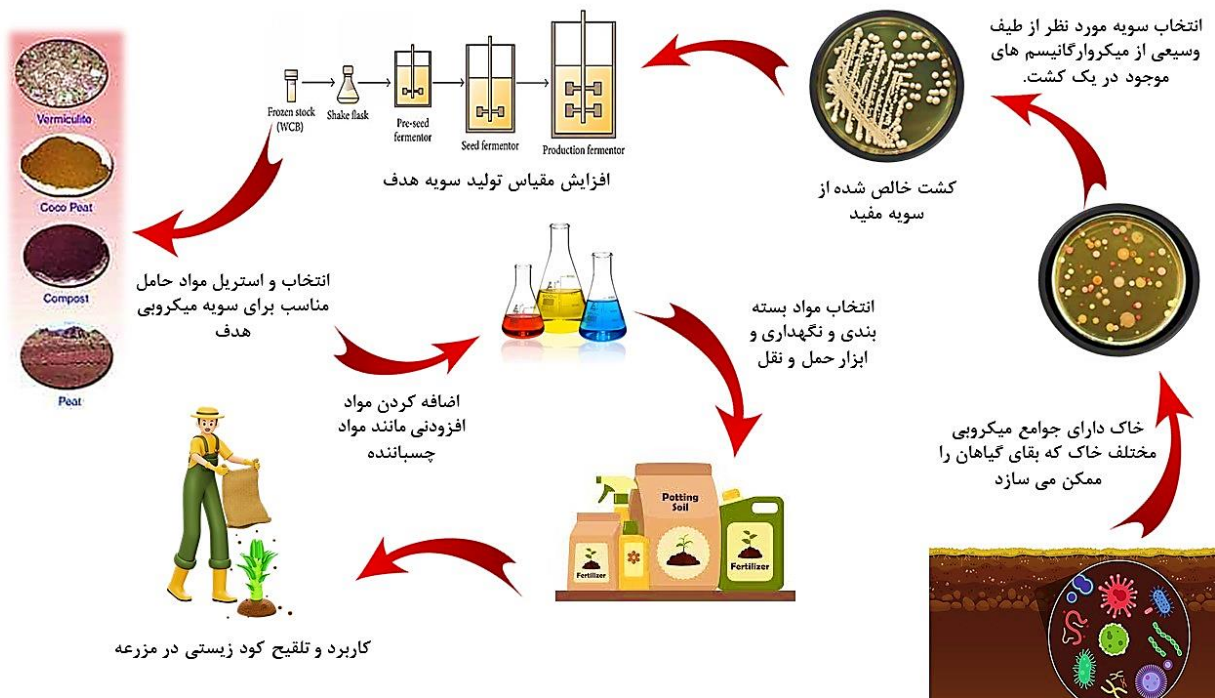 انتخاب سویه مورد نظر از طیف
وسیعی از میکروارگانیسم های
موجود در یک کشت.
کشت خالص شده از
سویه مفید
Frozen stock
(WCB)
Shake flask
Pre-seed
fermentor
Seed fermentor
Production fermentor
افزایش مقیاس تولید سویه هدف
Vermiculite
Coco Peat
Compost
Peat
انتخاب و استریل مواد حامل
مناسب برای سویه میکروبی
هدف
اضافه کردن مواد
افزودنی مانند مواد
چسباننده
انتخاب مواد بسته
بندی و نگهداری و
ابزار حمل و نقل
خاک دارای جوامع میکروبی
مختلف خاک که بقای گیاهان را
ممکن می سازد
Potting
Soil
Fertilizer
Fertilizer
کاربرد و تلقیح کود زیستی در مزرعه